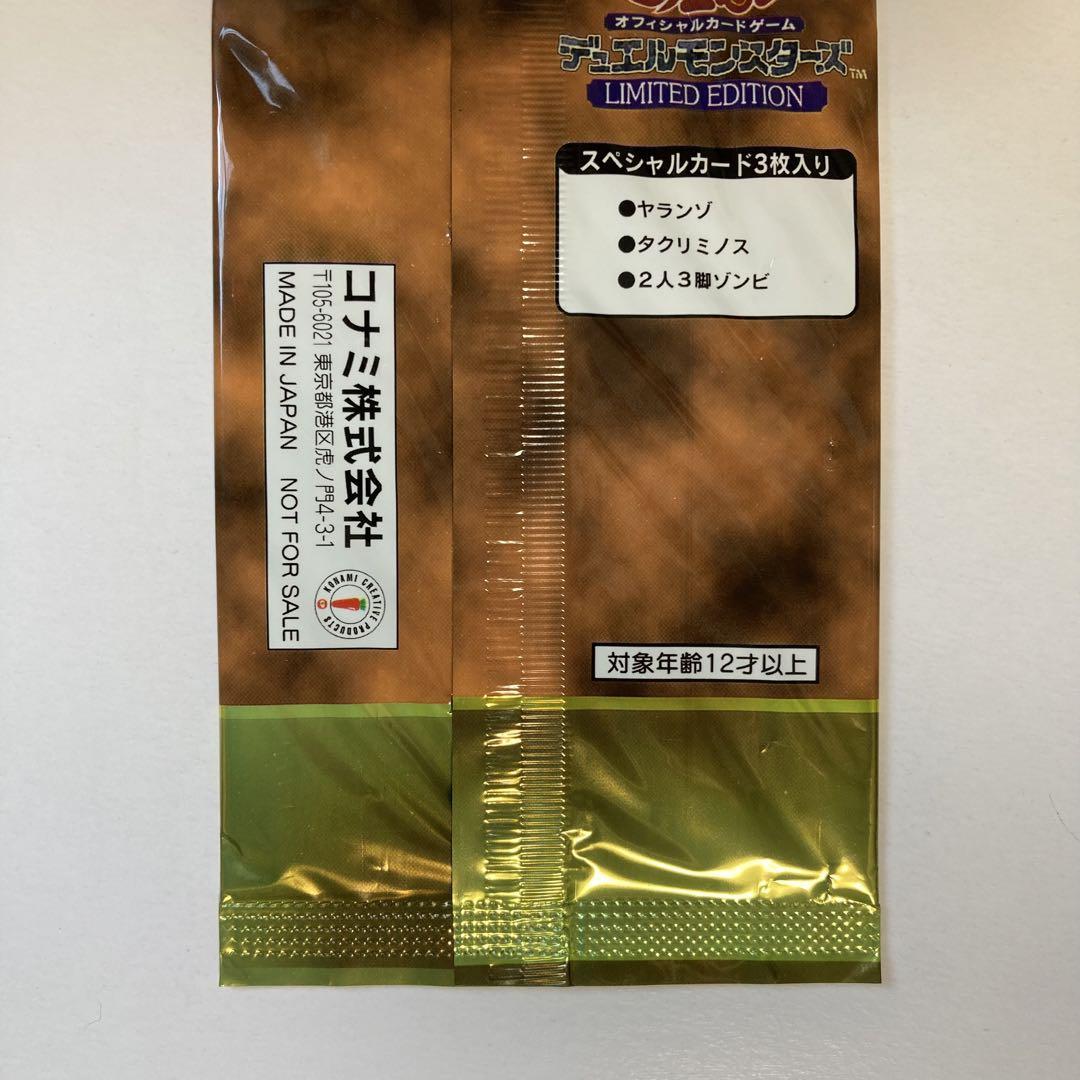 オフィシャルカードゲーム
デュエルモンスターズ™
LIMITED EDITION
スペシャルカード3枚入り
●ヤランゾ
●タクリミノス
●2人3脚ゾンビ
コナミ株式会社
〒105-6021 東京都港区虎ノ門4-3-1
MADE IN JAPAN NOT FOR SALE
KONAMI CREATIVE PRODUCTS
対象年齢12才以上